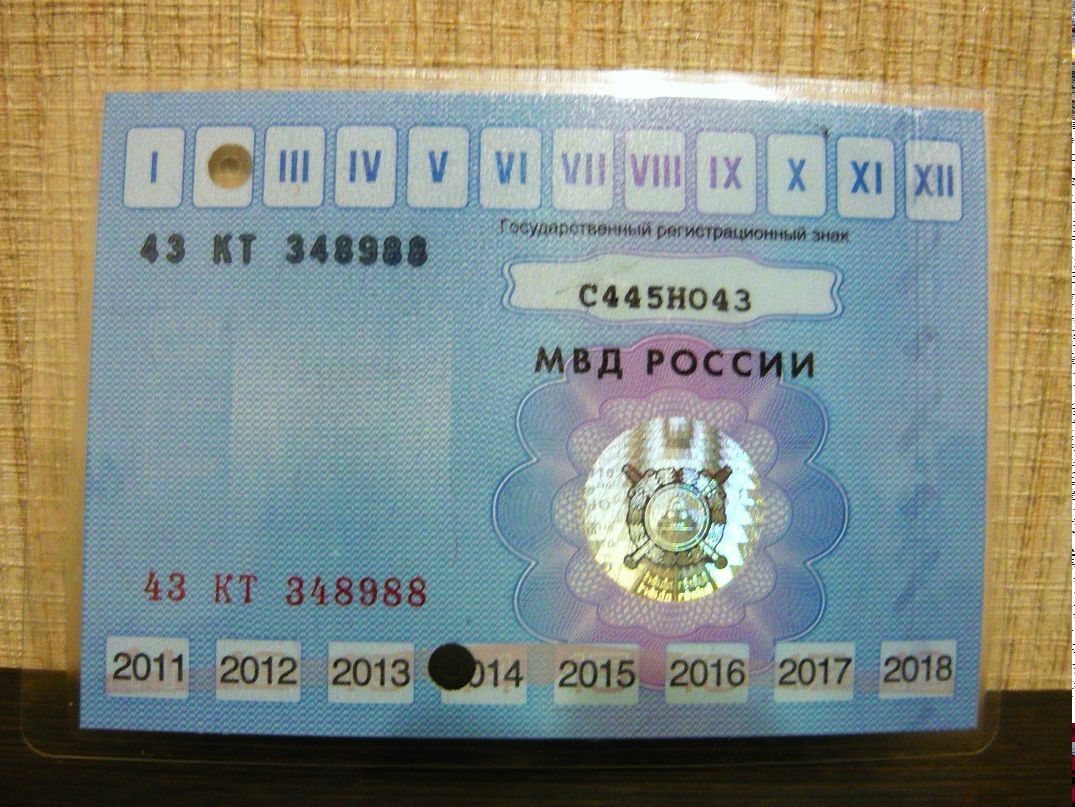 I III IV V VI VII VIII IX X XI XII
43 КТ 348988
Государственный регистрационный знак
С445НО43
МВД РОССИИ
43 КТ 348988
2011 2012 2013 014 2015 2016 2017 2018